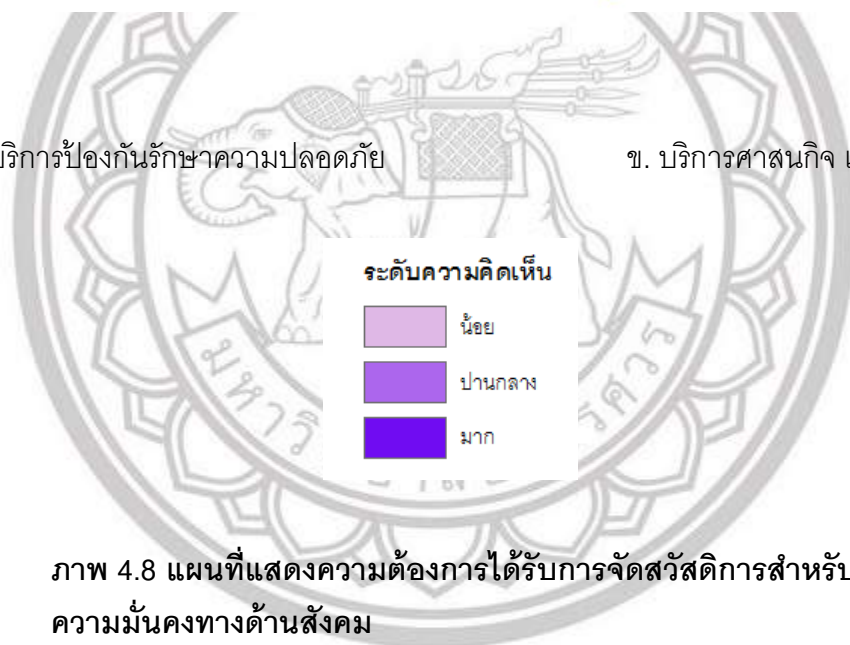 ริการป้องกันรักษาความปลอดภัย ข. บริการศาสนกิจ
ระดับความคิดเห็น
น้อย
ปานกลาง
มาก
ภาพ 4.8 แผนที่แสดงความต้องการได้รับการจัดสวัสดิการสำหรับ
ความมั่นคงทางด้านสังคม